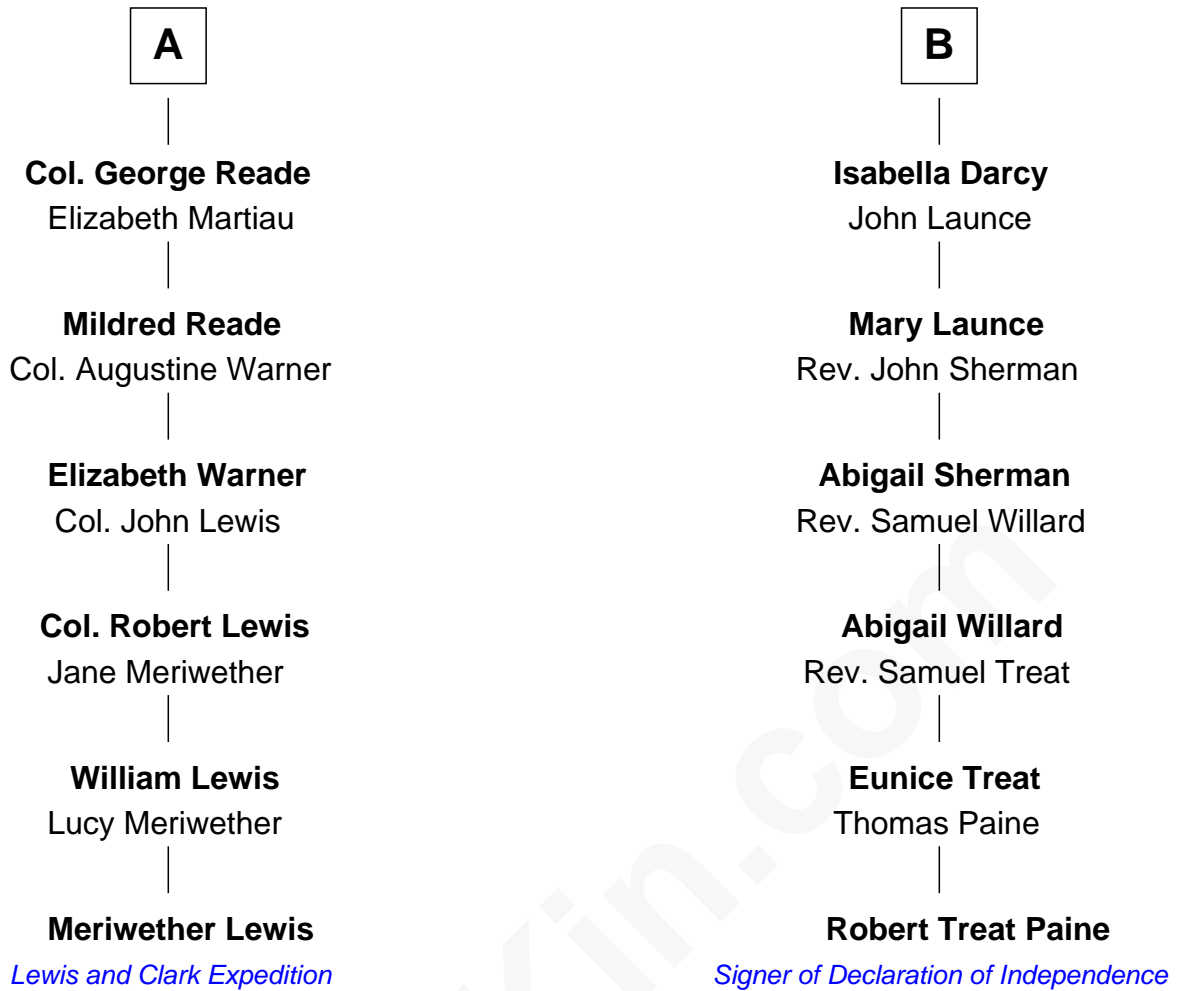 A
Col. George Reade
Elizabeth Martiau
Mildred Reade
Col. Augustine Warner
Elizabeth Warner
Col. John Lewis
Col. Robert Lewis
Jane Meriwether
William Lewis
Lucy Meriwether
Meriwether Lewis
Lewis and Clark Expedition
B
Isabella Darcy
John Launce
Mary Launce
Rev. John Sherman
Abigail Sherman
Rev. Samuel Willard
Abigail Willard
Rev. Samuel Treat
Eunice Treat
Thomas Paine
Robert Treat Paine
Signer of Declaration of Independence
Kin.com